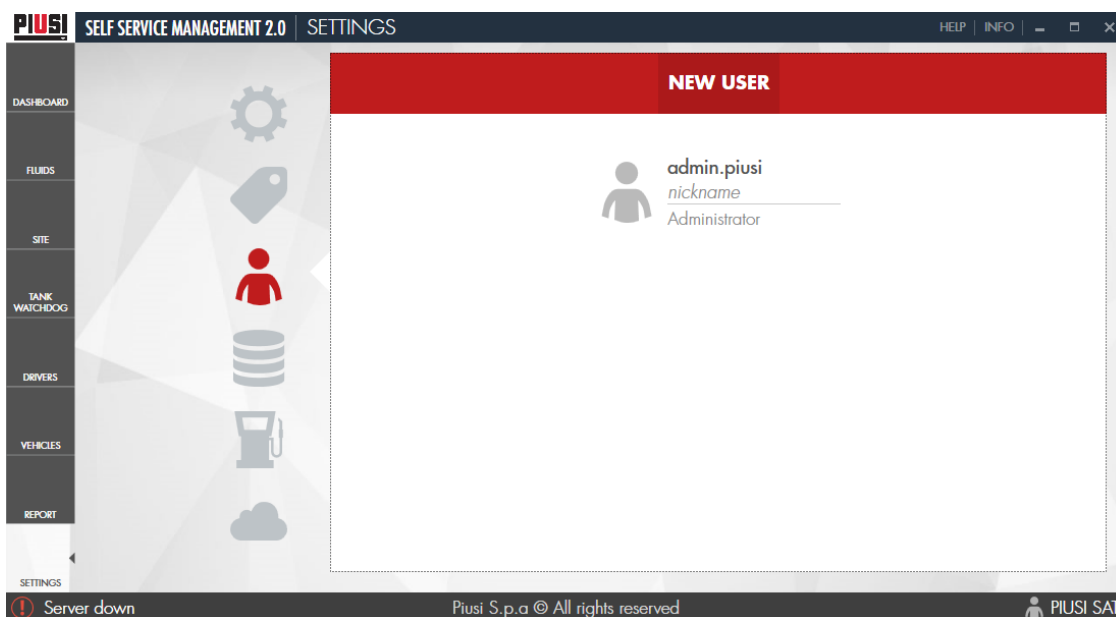 PIUSI SELF SERVICE MANAGEMENT 2.0 SETTINGS HELP INFO
NEW USER
DASHBOARD
FLUIDS
SITE
TANK
WATCHDOG
DRIVERS
VEHICLES
REPORT
SETTINGS
admin.piusi
nickname
Administrator
Server down Piusi S.p.a © All rights reserved PIUSI SAT